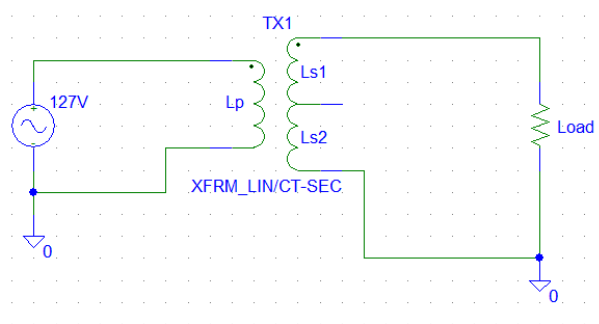 TX1
127V
Lp
Ls1
Ls2
Load
XFRM_LIN/CT-SEC
0
0